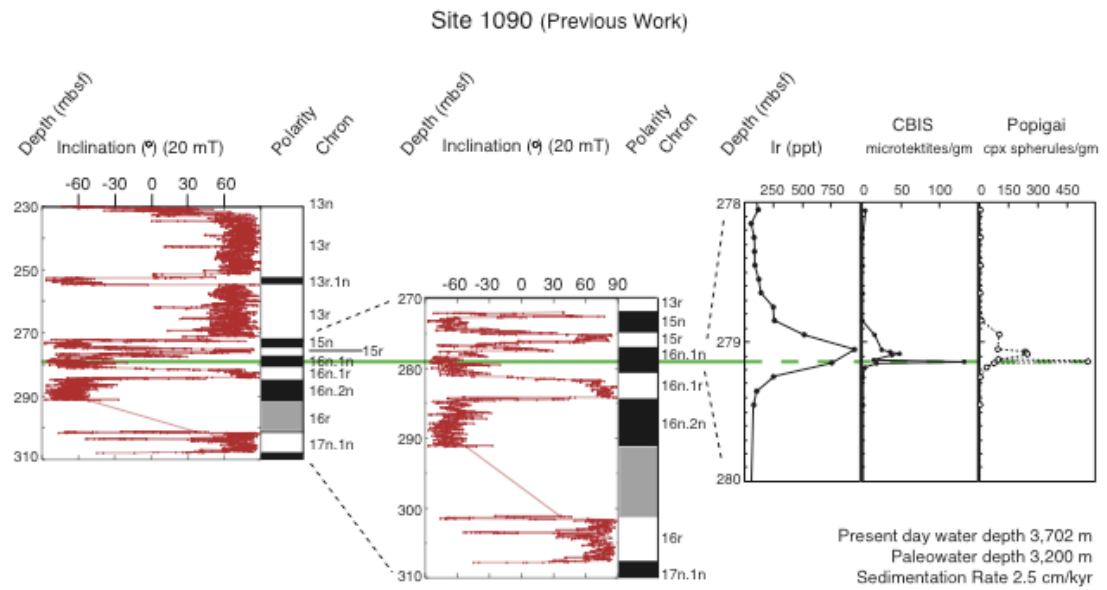 Site 1090 (Previous Work)
Depth (mbsf)
Inclination (º) (20 mT)
Polarity
Chron
-60 -30 0 30 60
230
250
270
290
310
13n
13r
13r.1n
13r
15n
15r
16n.1n
16n.1r
16n.2n
16r
17n.1n
Depth (mbsf)
Inclination (º) (20 mT)
Polarity
Chron
-60 -30 0 30 60 90
270
280
290
300
310
13r
15n
15r
16n.1n
16n.1r
16n.2n
16r
17n.1n
Depth (mbsf)
Ir (ppt)
250 500 750
CBIS
microtektites/gm
0 50 100
Popigai
cpx spherules/gm
0 150 300 450
278
279
280
Present day water depth 3,702 m
Paleowater depth 3,200 m
Sedimentation Rate 2.5 cm/kyr